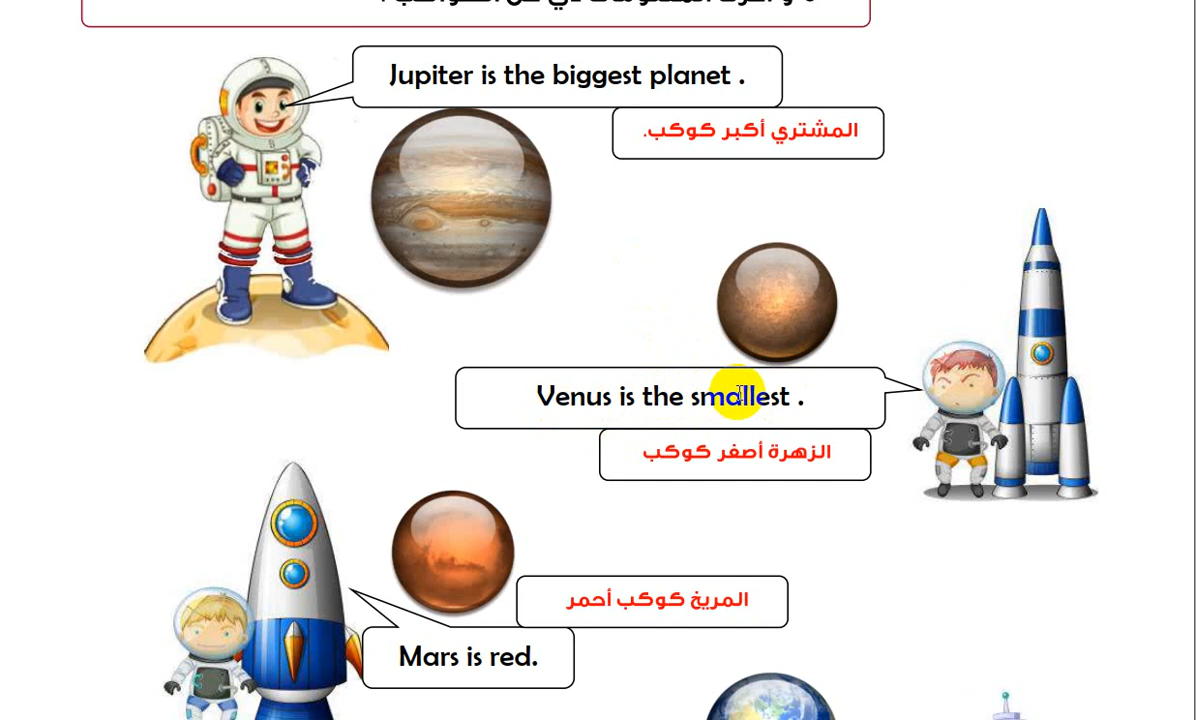 Jupiter is the biggest planet .
المشتري أكبر كوكب.
Venus is the smallest .
الزهرة أصغر كوكب
المريخ كوكب أحمر
Mars is red.